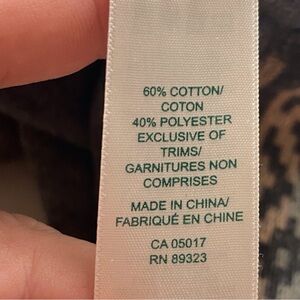 60% COTTON/
COTON
40% POLYESTER
EXCLUSIVE OF
TRIMS/
GARNITURES NON
COMPRISES
MADE IN CHINA/
FABRIQUÉ EN CHINE
CA 05017
RN 89323